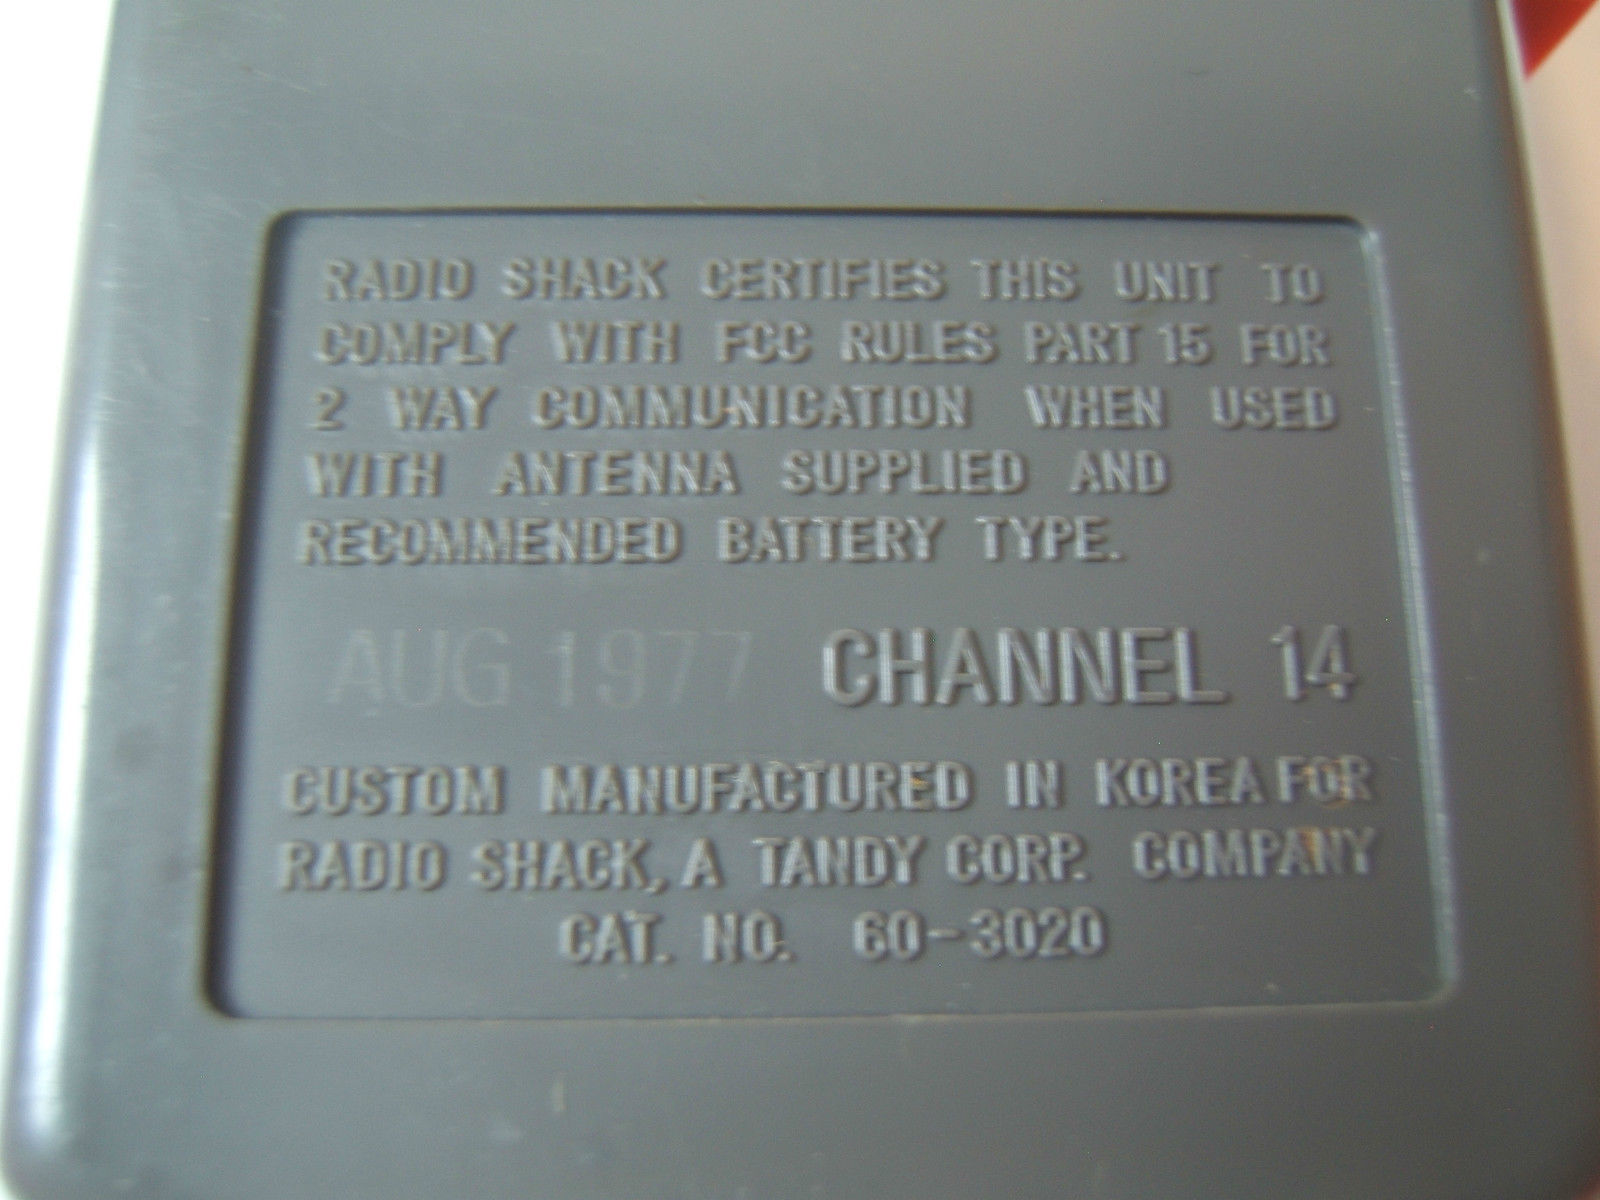 RADIO SHACK CERTIFIES THIS UNIT TO
COMPLY WITH FCC RULES PART 15 FOR
2 WAY COMMUNICATION WHEN USED
WITH ANTENNA SUPPLIED AND
RECOMMENDED BATTERY TYPE.
AUG 1977 CHANNEL 14
CUSTOM MANUFACTURED IN KOREA FOR
RADIO SHACK, A TANDY CORP. COMPANY
CAT. NO. 60-3020